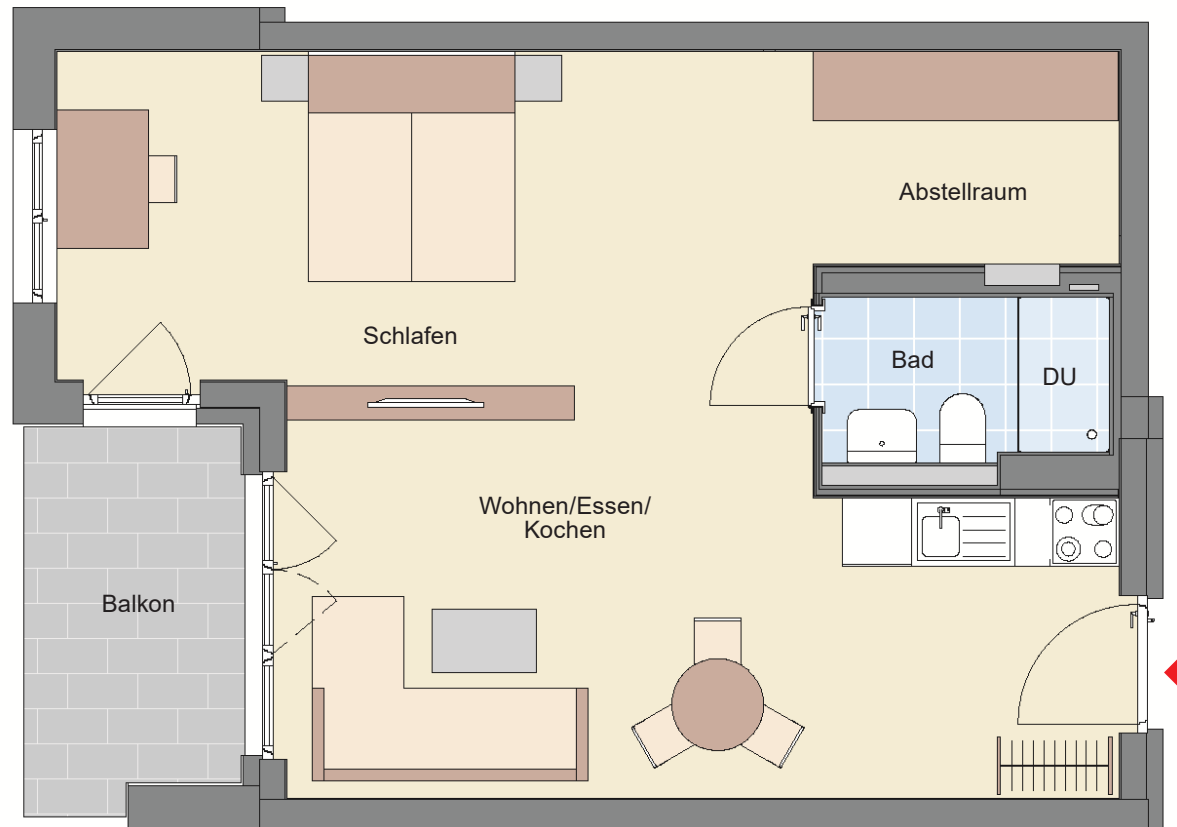 Abstellraum
Schlafen
Bad
DU
Wohnen/Essen/
Kochen
Balkon